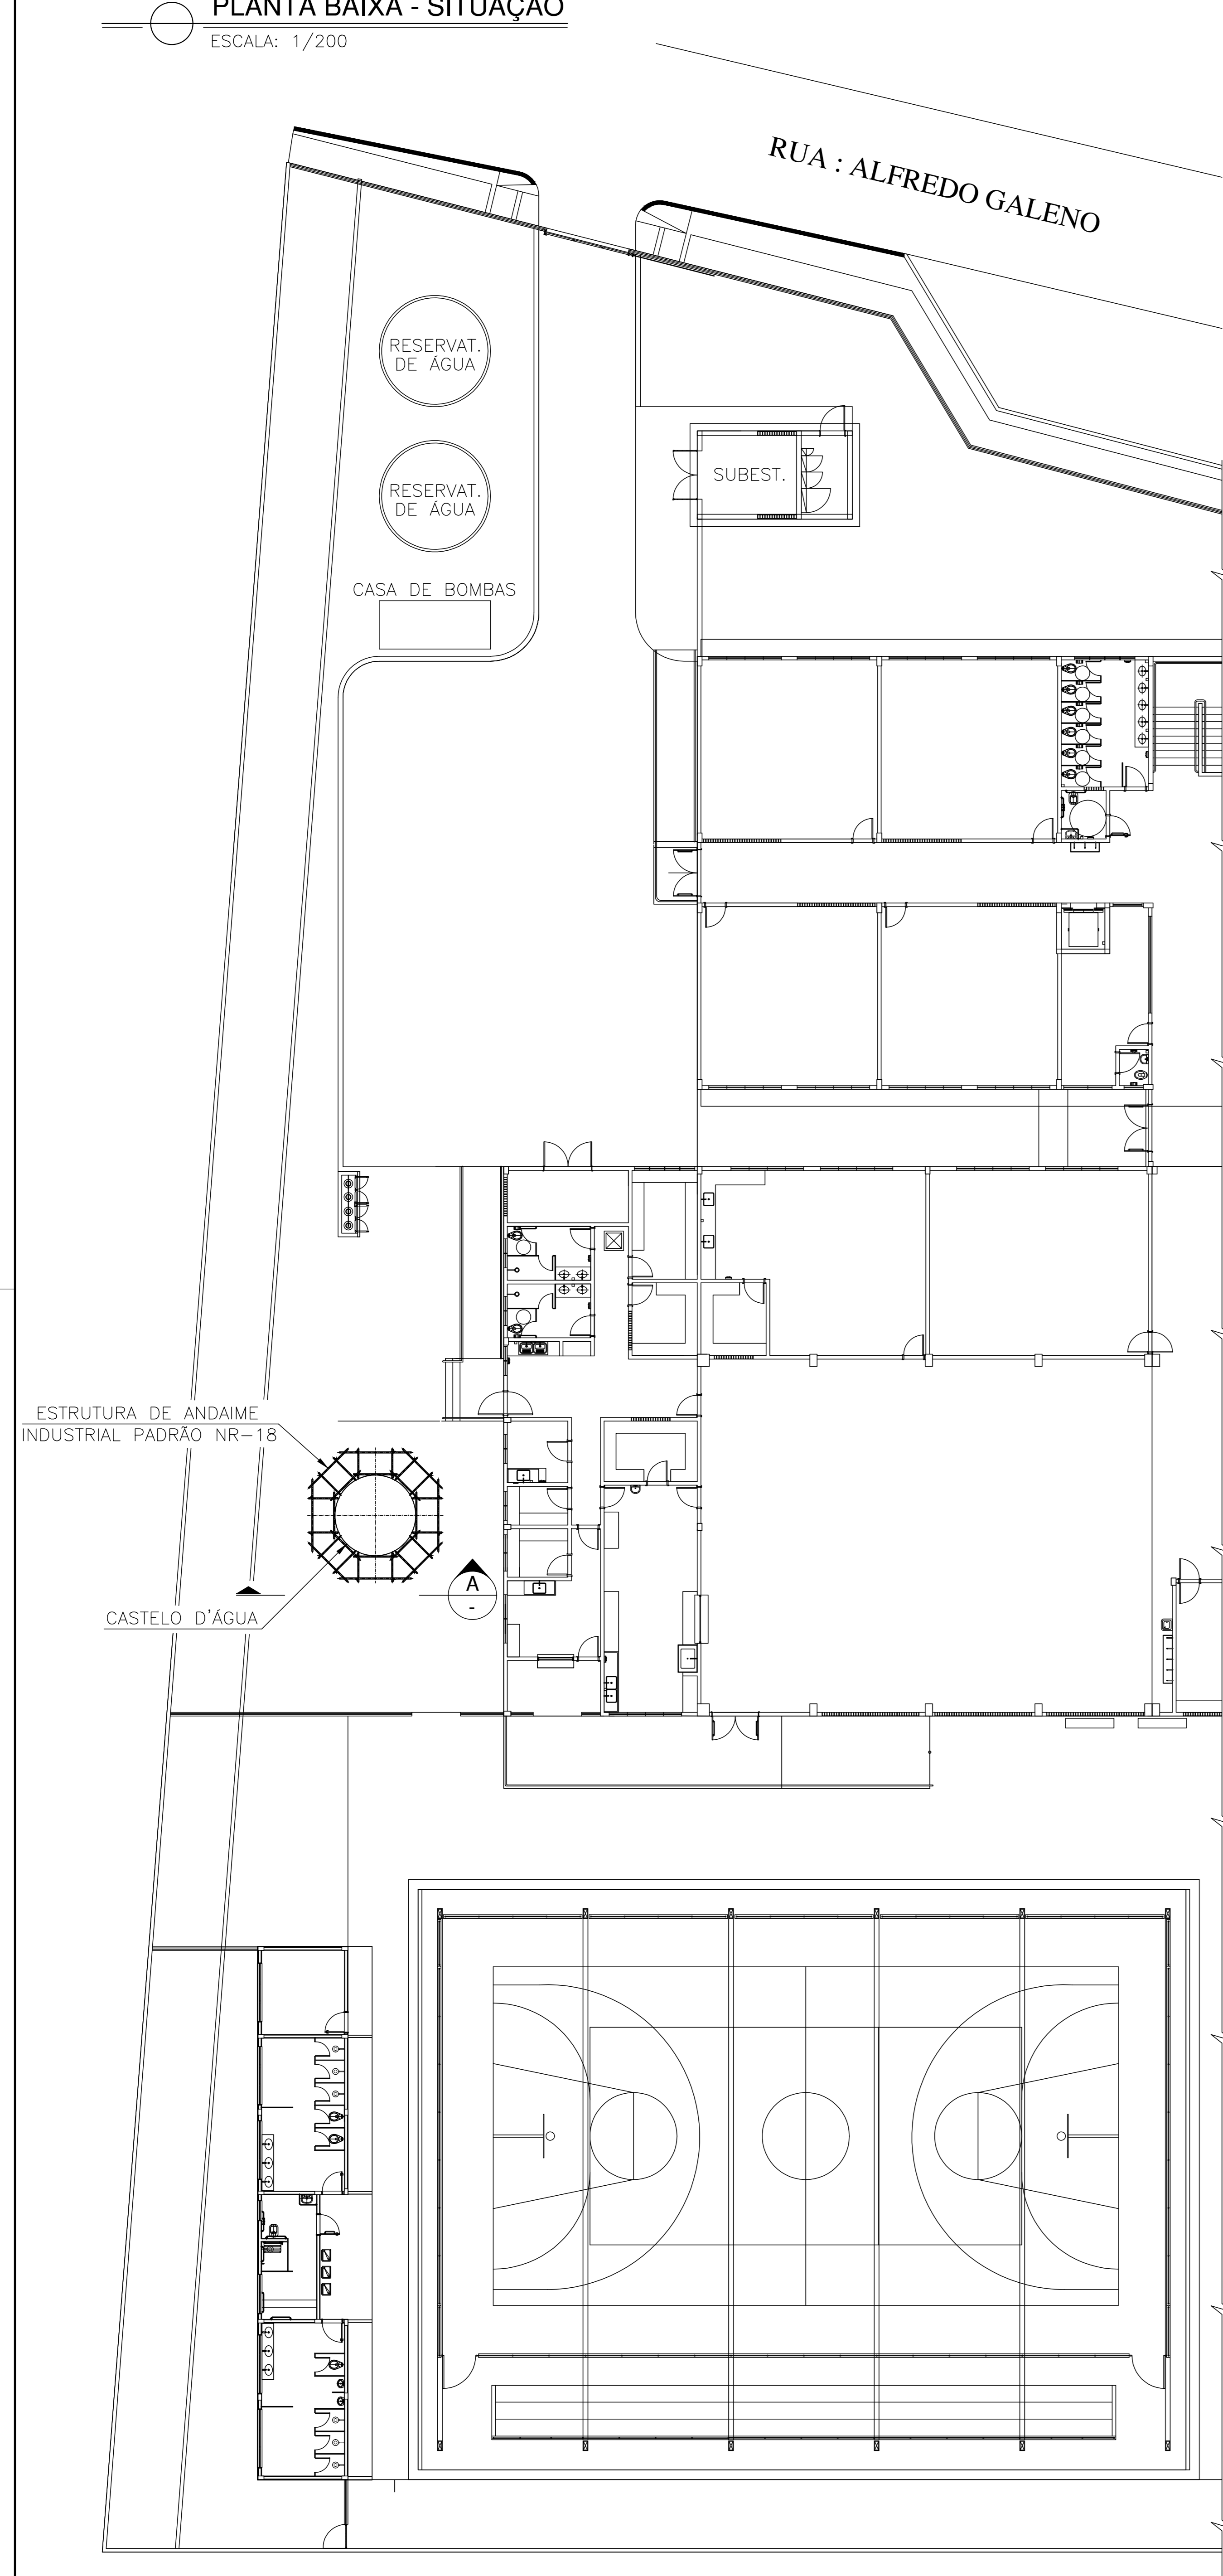 PLANTA BAIXA - SITUAÇÃO
ESCALA: 1/200
RUA : ALFREDO GALENO
RESERVAT.
DE ÁGUA
RESERVAT.
DE ÁGUA
SUBEST.
CASA DE BOMBAS
ESTRUTURA DE ANDAIME
INDUSTRIAL PADRÃO NR-18
A
-
CASTELO D'ÁGUA